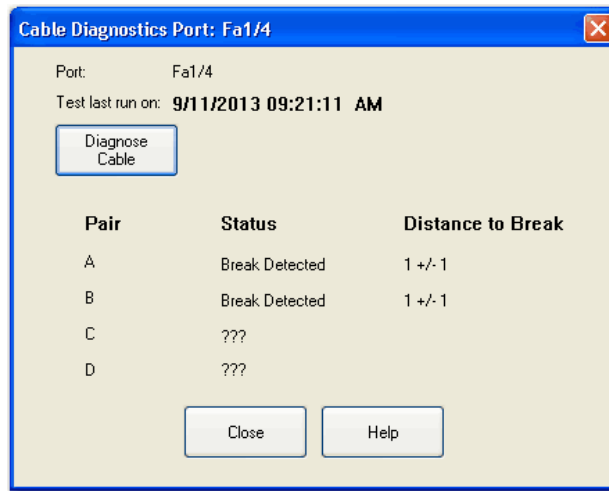 Cable Diagnostics Port: Fa1/4
Port: Fa1/4
Test last run on: 9/11/2013 09:21:11 AM
Diagnose
Cable
Pair Status Distance to Break
A Break Detected 1 +/- 1
B Break Detected 1 +/- 1
C ???
D ???
Close Help